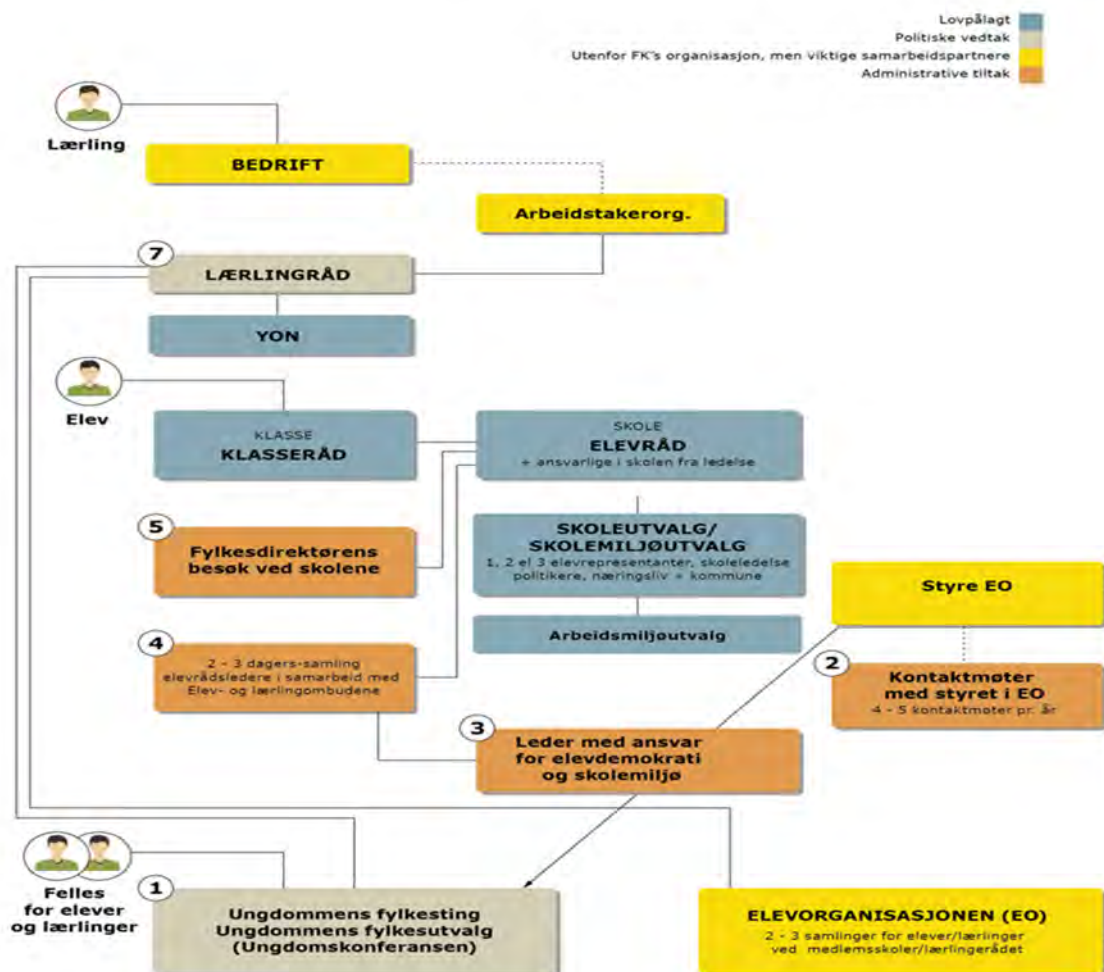 Lovpålagt
Politiske vedtak
Utenfor FK's organisasjon, men viktige samarbeidspartnere
Administrative tiltak
Lærling
BEDRIFT
Arbeidstakerorg.
7
LÆRLINGRÅD
YON
Elev
KLASSE
KLASSERÅD
SKOLE
ELEVRÅD
+ ansvarlige i skolen fra ledelse
5
Fylkesdirektørens
besøk ved skolene
SKOLEUTVALG/
SKOLEMILJØUTVALG
1, 2 el 3 elevrepresentanter, skoleledelse
politikere, næringsliv + kommune
Arbeidsmiljøutvalg
Styre EO
4
2 - 3 dagers-samling
elevrådsledere i samarbeid med
Elev- og lærlingombudene
2
Kontaktmøter
med styret i EO
4 - 5 kontaktmøter pr. år
3
Leder med ansvar
for elevdemokrati
og skolemiljø
Felles
for elever
og lærlinger
1
Ungdommens fylkesting
Ungdommens fylkesutvalg
(Ungdomskonferansen)
ELEVORGANISASJONEN (EO)
2 - 3 samlinger for elever/lærlinger
ved medlemsskoler/lærlingerådet